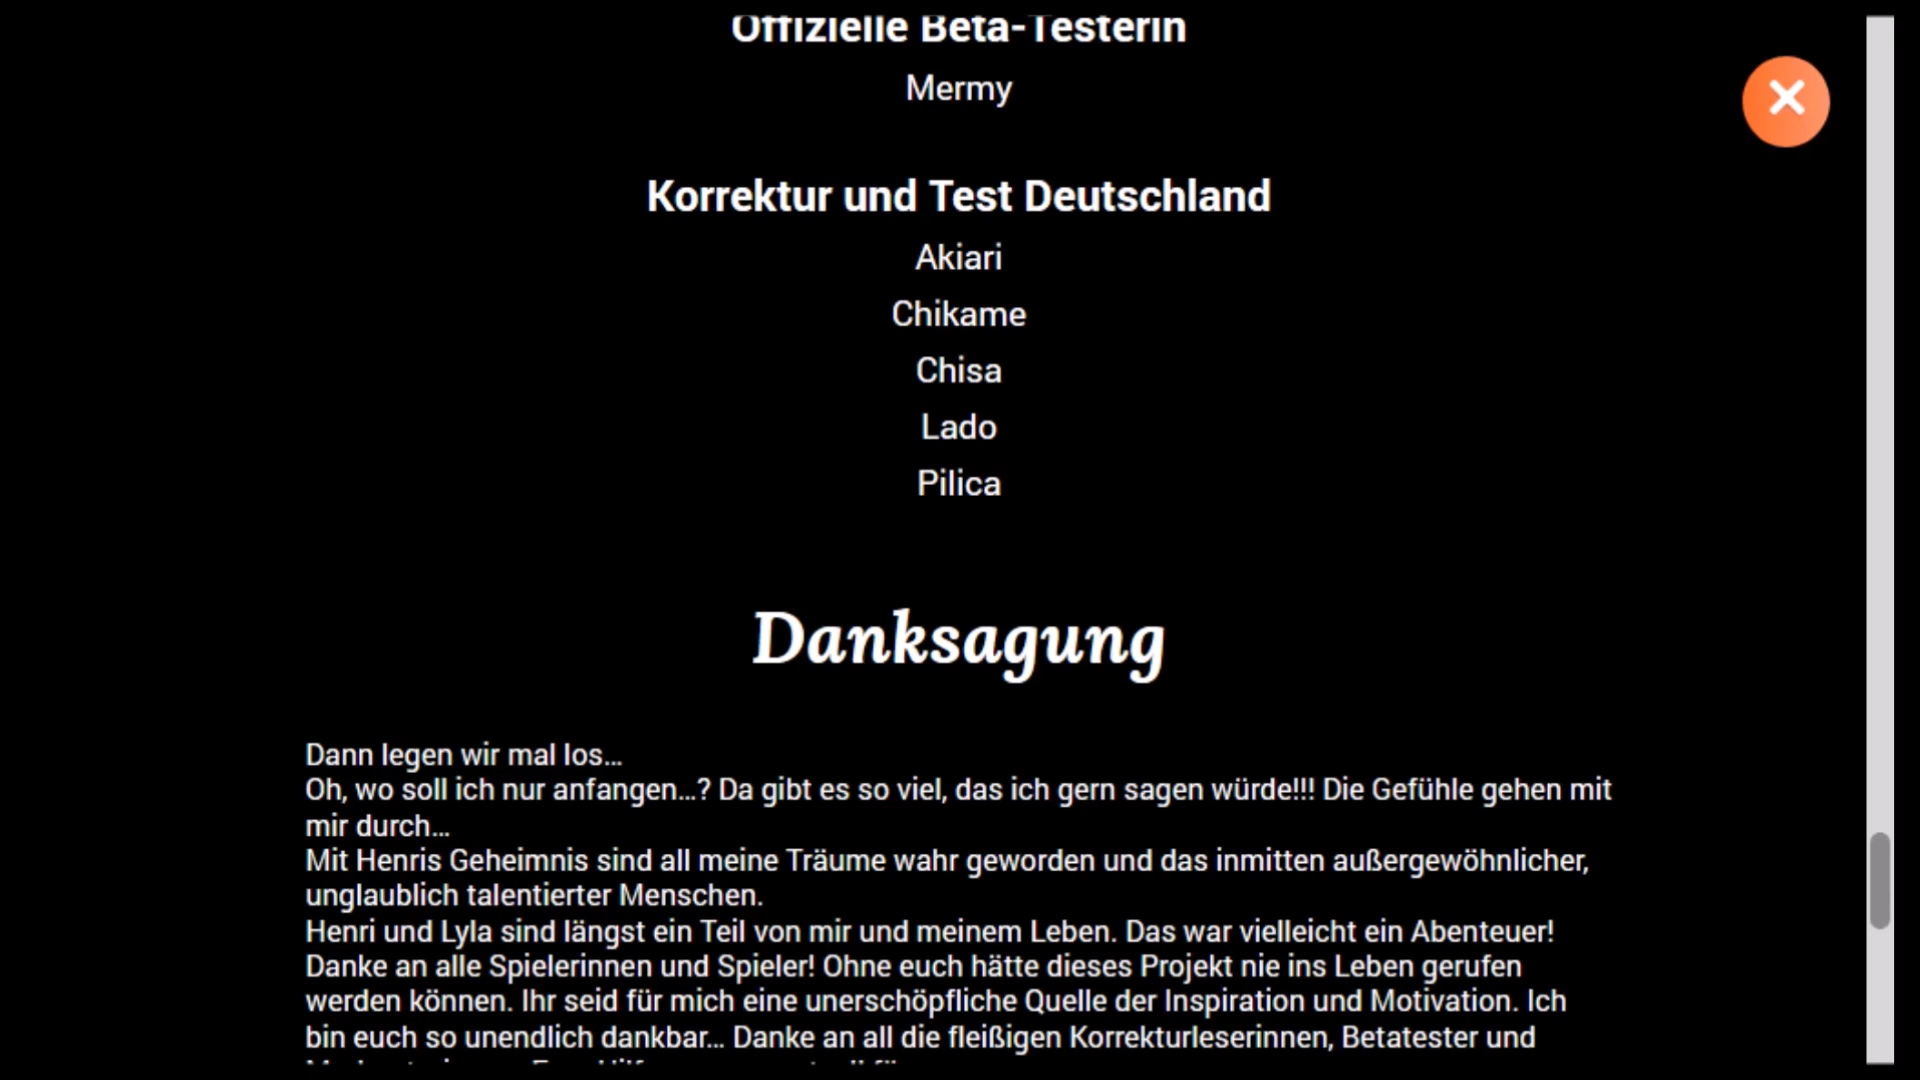 Offizielle Beta-Testerin
Mermy
Korrektur und Test Deutschland
Akiari
Chikame
Chisa
Lado
Pilica
Danksagung
Dann legen wir mal los...
Oh, wo soll ich nur anfangen...? Da gibt es so viel, das ich gern sagen würde!!! Die Gefühle gehen mit
mir durch...
Mit Henris Geheimnis sind all meine Träume wahr geworden und das inmitten außergewöhnlicher,
unglaublich talentierter Menschen.
Henri und Lyla sind längst ein Teil von mir und meinem Leben. Das war vielleicht ein Abenteuer!
Danke an alle Spielerinnen und Spieler! Ohne euch hätte dieses Projekt nie ins Leben gerufen
werden können. Ihr seid für mich eine unerschöpfliche Quelle der Inspiration und Motivation. Ich
bin euch so unendlich dankbar... Danke an all die fleißigen Korrekturleserinnen, Betatester und